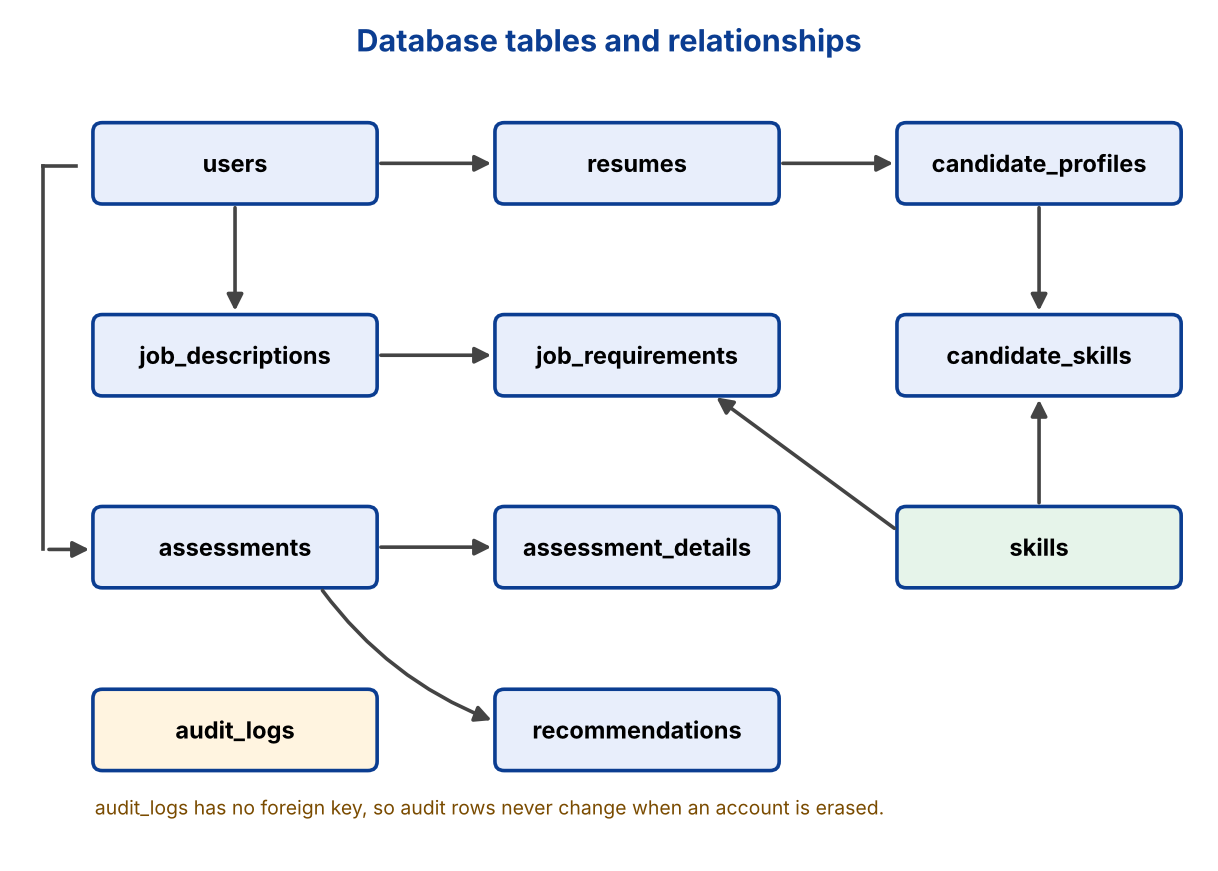 Database tables and relationships
users
resumes
candidate_profiles
job_descriptions
job_requirements
candidate_skills
assessments
assessment_details
skills
audit_logs
recommendations
audit_logs has no foreign key, so audit rows never change when an account is erased.